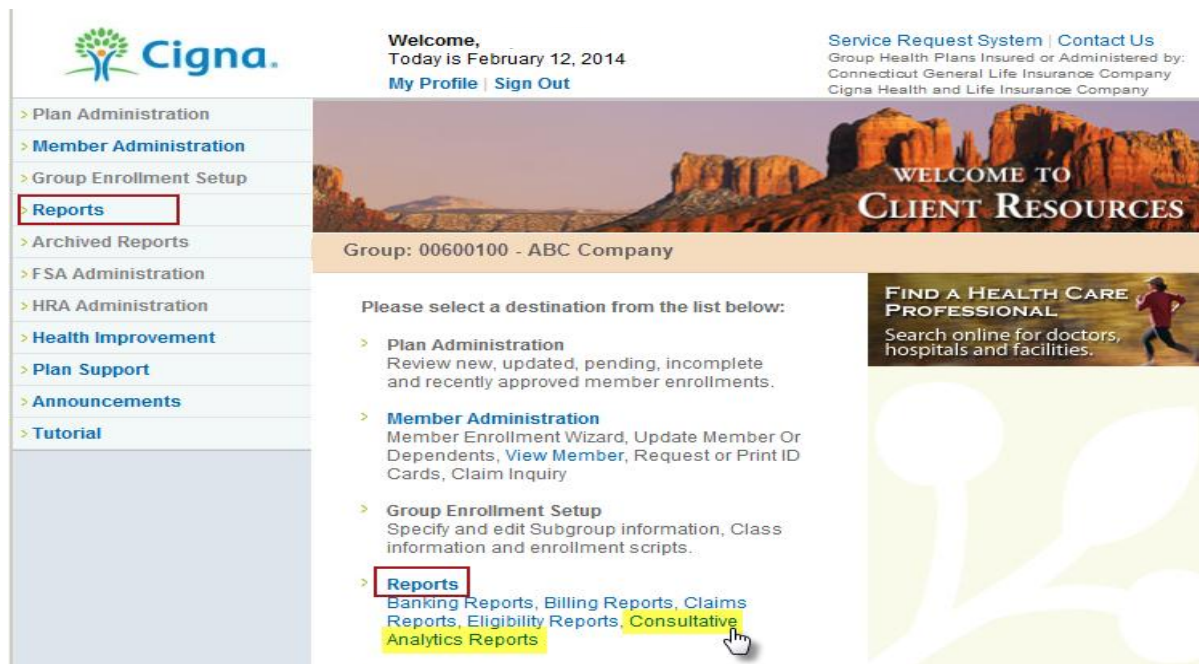 Cigna.
Welcome,
Today is February 12, 2014
My Profile | Sign Out
Service Request System | Contact Us
Group Health Plans Insured or Administered by:
Connecticut General Life Insurance Company
Cigna Health and Life Insurance Company
> Plan Administration
> Member Administration
> Group Enrollment Setup
> Reports
> Archived Reports
> FSA Administration
> HRA Administration
> Health Improvement
> Plan Support
> Announcements
> Tutorial
WELCOME TO
CLIENT RESOURCES
Group: 00600100 - ABC Company
Please select a destination from the list below:
> Plan Administration
Review new, updated, pending, incomplete
and recently approved member enrollments.
> Member Administration
Member Enrollment Wizard, Update Member Or
Dependents, View Member, Request or Print ID
Cards, Claim Inquiry
> Group Enrollment Setup
Specify and edit Subgroup information, Class
information and enrollment scripts.
> Reports
Banking Reports, Billing Reports, Claims
Reports, Eligibility Reports, Consultative
Analytics Reports
FIND A HEALTH CARE
PROFESSIONAL
Search online for doctors,
hospitals and facilities.